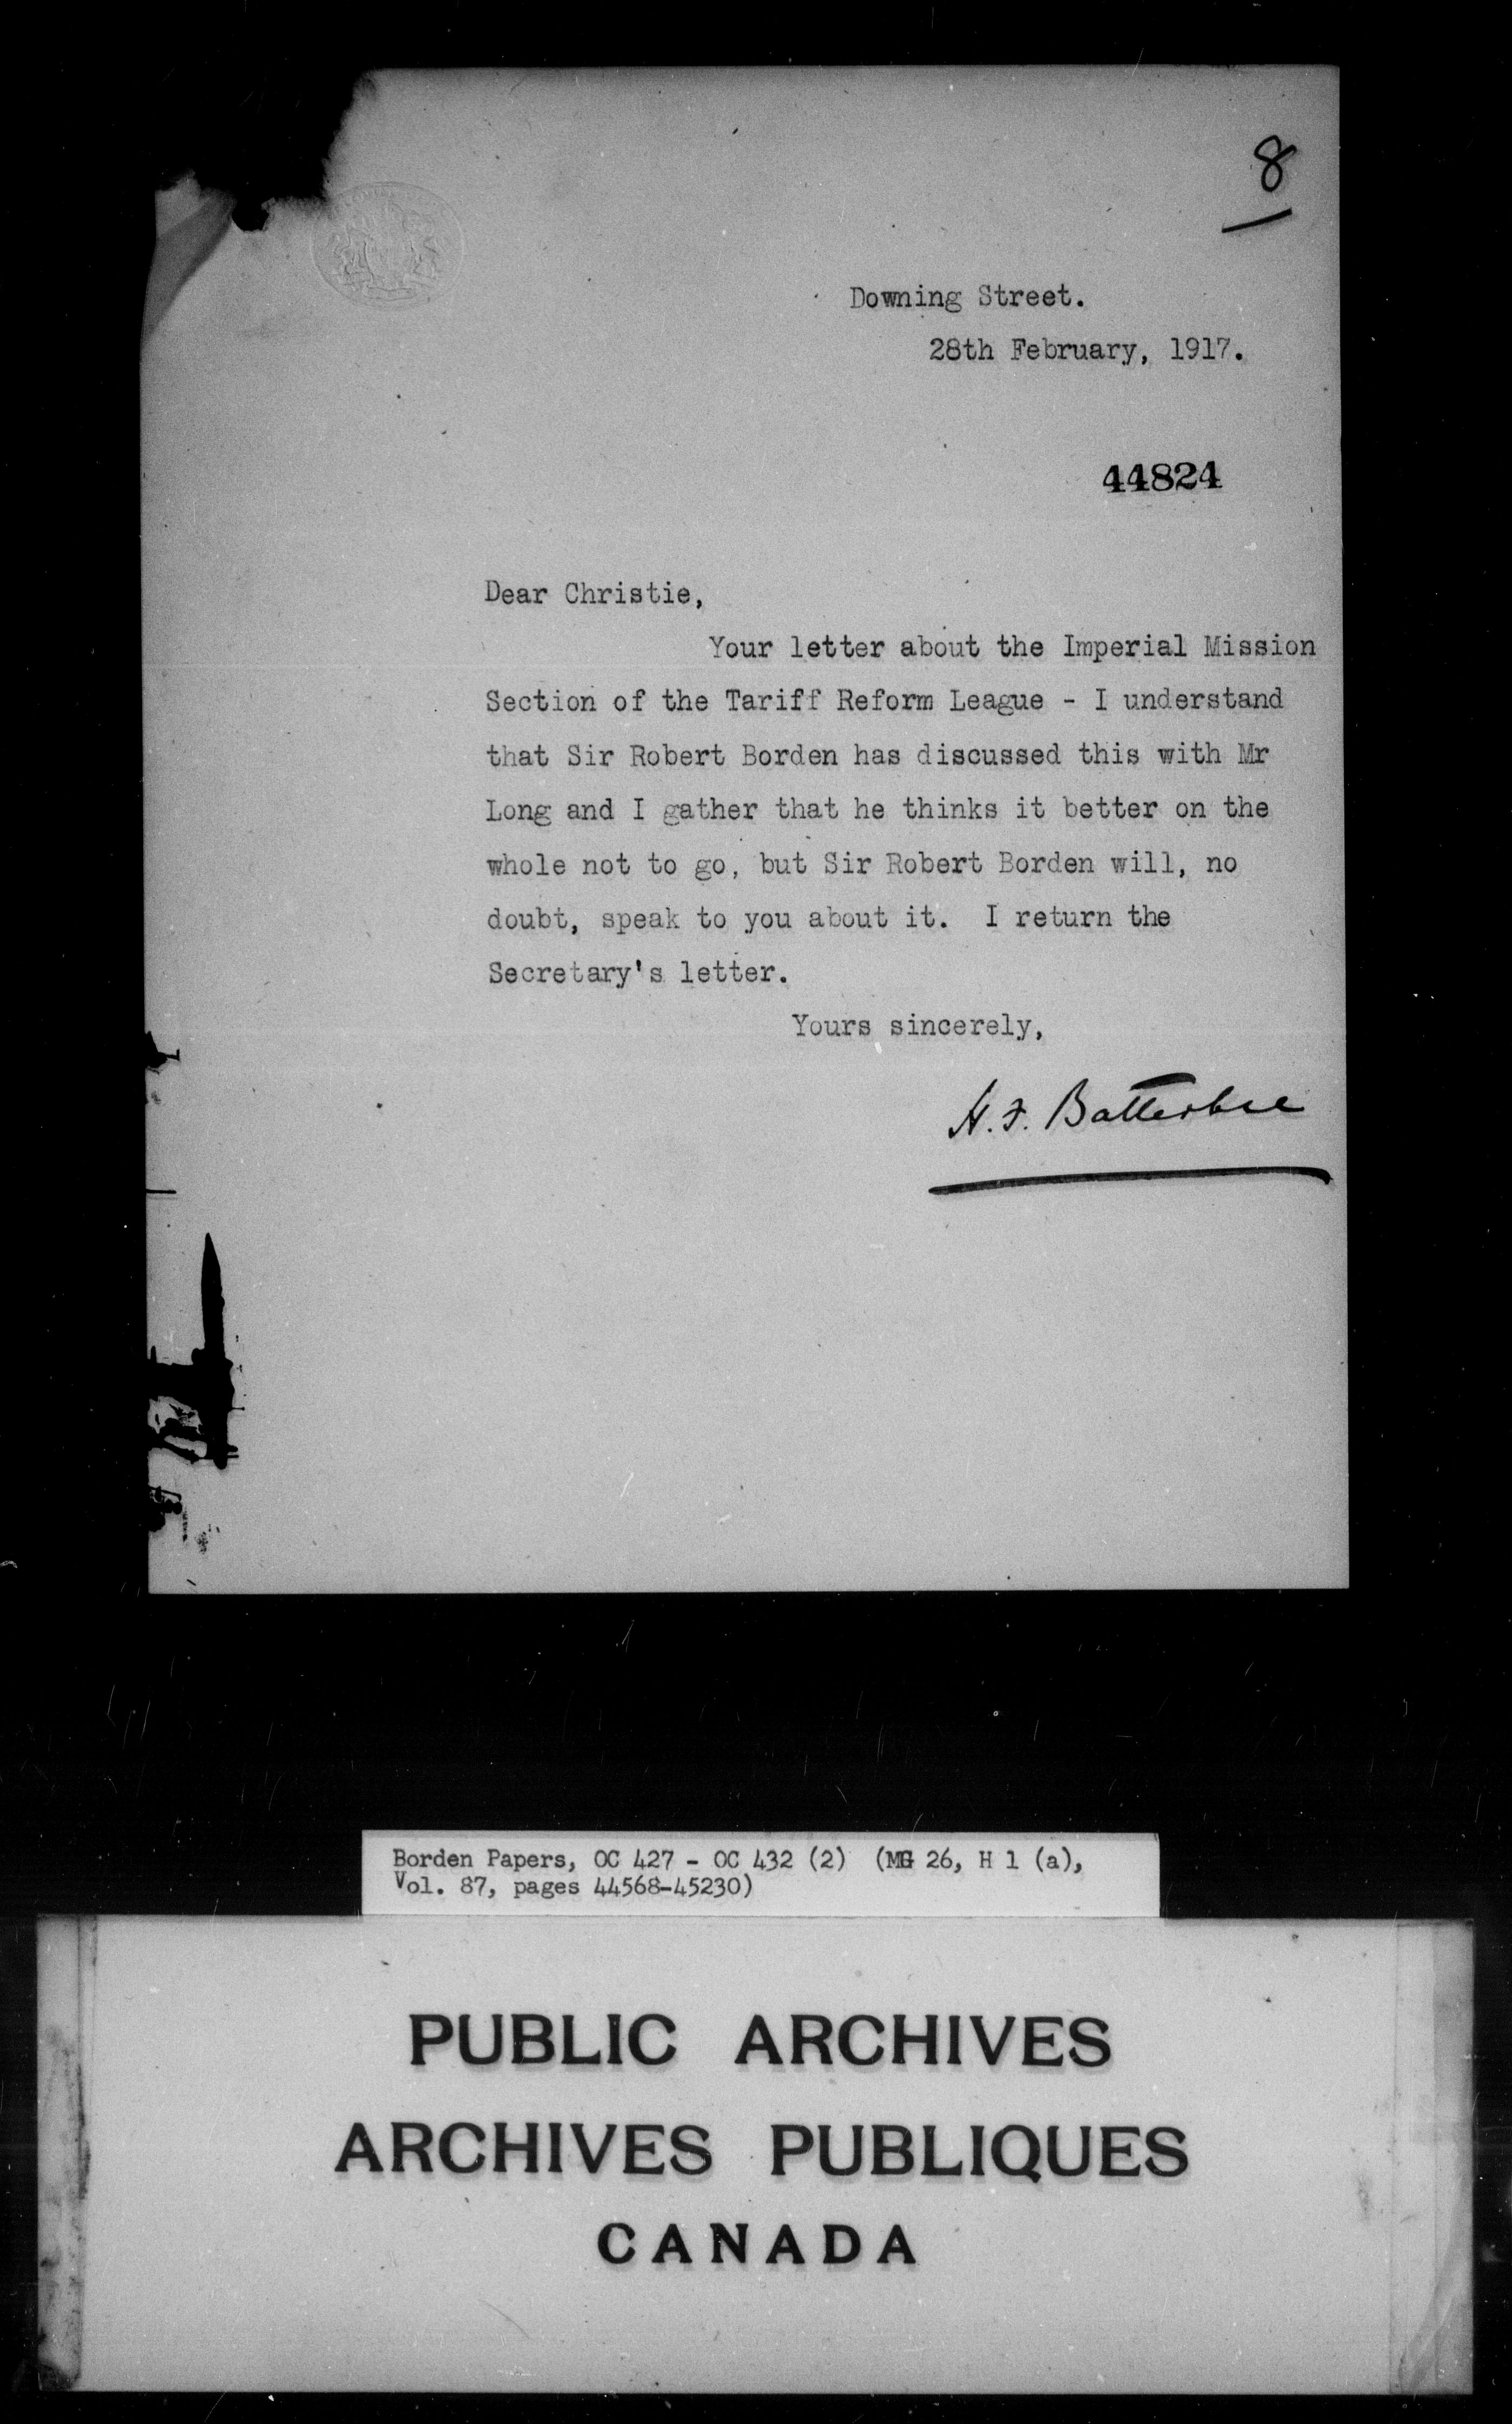 8
Downing Street.
28th February, 1917.
44824
Dear Christie,
Your letter about the Imperial Mission
Section of the Tariff Reform League - I understand
that Sir Robert Borden has discussed this with Mr
Long and I gather that he thinks it better on the
whole not to go, but Sir Robert Borden will, no
doubt, speak to you about it. I return the
Secretary's letter.
Yours sincerely,
H.F. Batterbee
Borden Papers, OC 427 - OC 432 (2) (MG 26, H 1 (a),
Vol. 87, pages 44568-45230)
PUBLIC ARCHIVES
ARCHIVES PUBLIQUES
CANADA